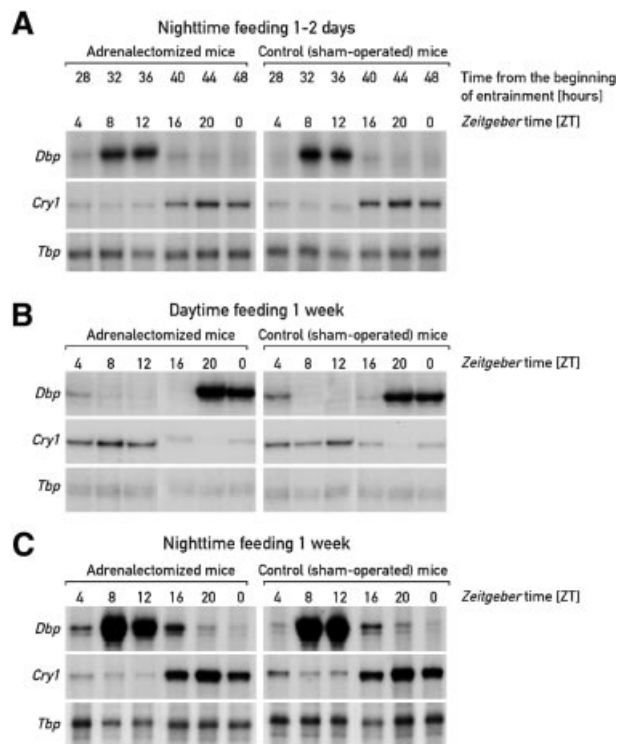 A
Nighttime feeding 1-2 days
Adrenalectomized mice Control (sham-operated) mice
28 32 36 40 44 48 28 32 36 40 44 48 Time from the beginning
of entrainment [hours]
4 8 12 16 20 0 4 8 12 16 20 0 Zeitgeber time [ZT]
Dbp
Cry1
Tbp
B
Daytime feeding 1 week
Adrenalectomized mice Control (sham-operated) mice
4 8 12 16 20 0 4 8 12 16 20 0 Zeitgeber time [ZT]
Dbp
Cry1
Tbp
C
Nighttime feeding 1 week
Adrenalectomized mice Control (sham-operated) mice
4 8 12 16 20 0 4 8 12 16 20 0 Zeitgeber time [ZT]
Dbp
Cry1
Tbp